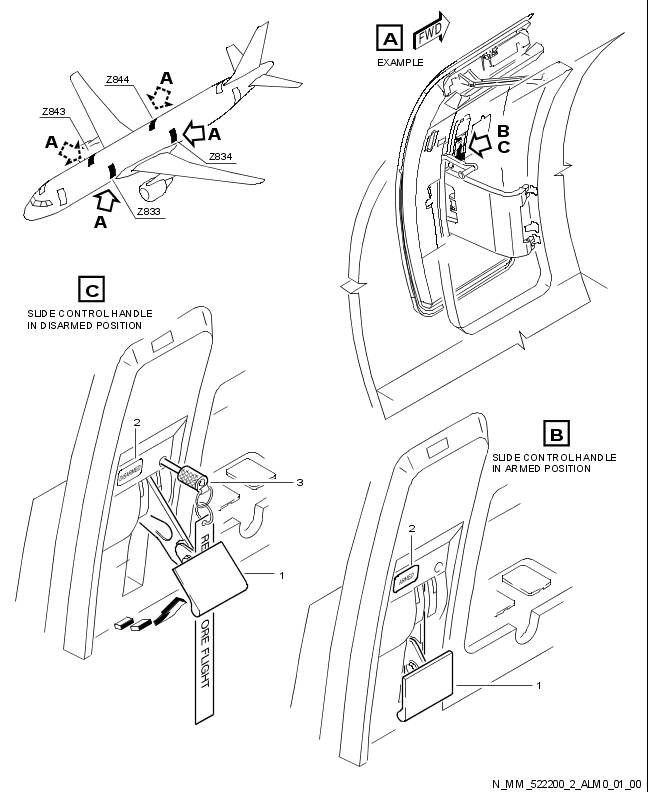 Z844
A
Z843
A
A
Z834
A
Z833
A
FWD
EXAMPLE
B
C
C
SLIDE CONTROL HANDLE
IN DISARMED POSITION
2
DISARMED
3
RE
1
ORE FLIGHT
B
SLIDE CONTROL HANDLE
IN ARMED POSITION
2
ARMED
1
N_MM_522200_2_ALM0_01_00